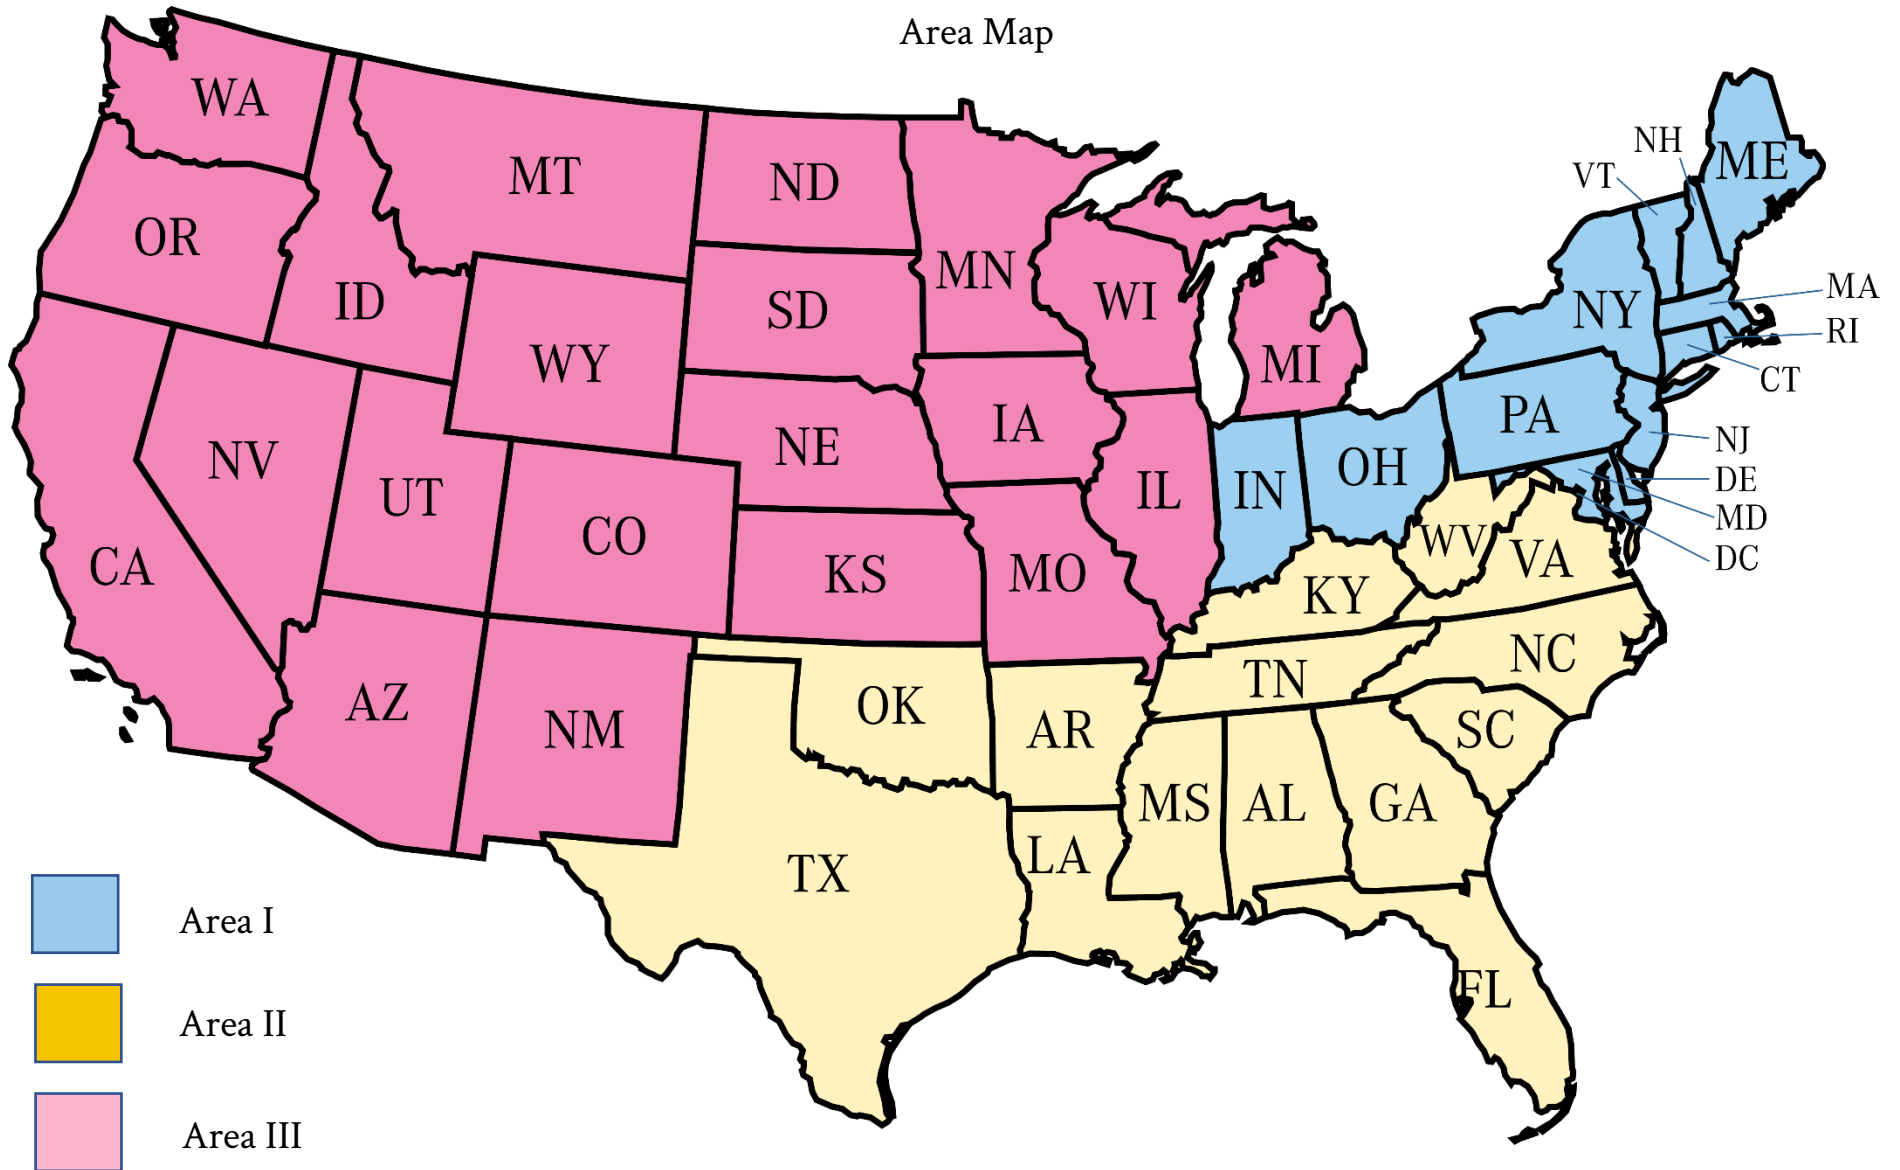 Area Map
WA
MT
ND
MN
OR
ID
SD
WI
WY
MI
NH
VT
ME
NY
MA
RI
CT
PA
NJ
DE
MD
DC
NV
UT
NE
IA
IL
IN
OH
CA
CO
KS
MO
WV
VA
KY
NC
TN
AZ
NM
OK
AR
SC
MS
AL
GA
TX
LA
FL
Area I
Area II
Area III